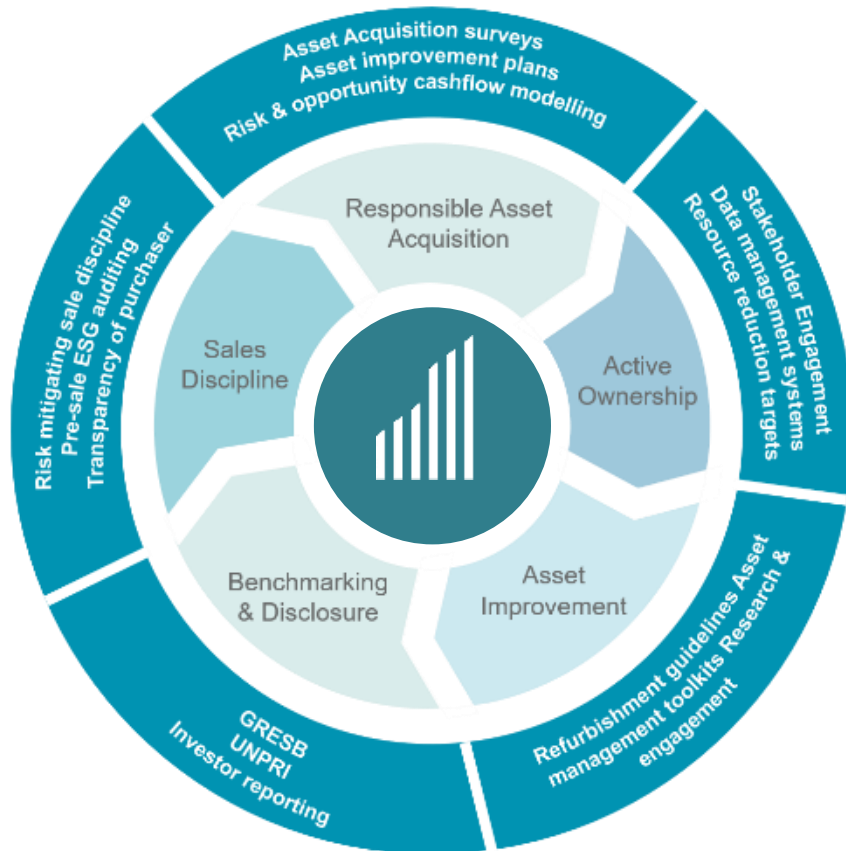 Asset Acquisition surveys
Asset improvement plans
Risk & opportunity cashflow modelling
Stakeholder Engagement
Data management systems
Resource reduction targets
Refurbishment guidelines Asset
management toolkits Research &
engagement
GRESB
UNPRI
Investor reporting
Risk mitigating sale discipline
Pre-sale ESG auditing
Transparency of purchaser
Responsible Asset
Acquisition
Active
Ownership
Asset
Improvement
Benchmarking
& Disclosure
Sales
Discipline